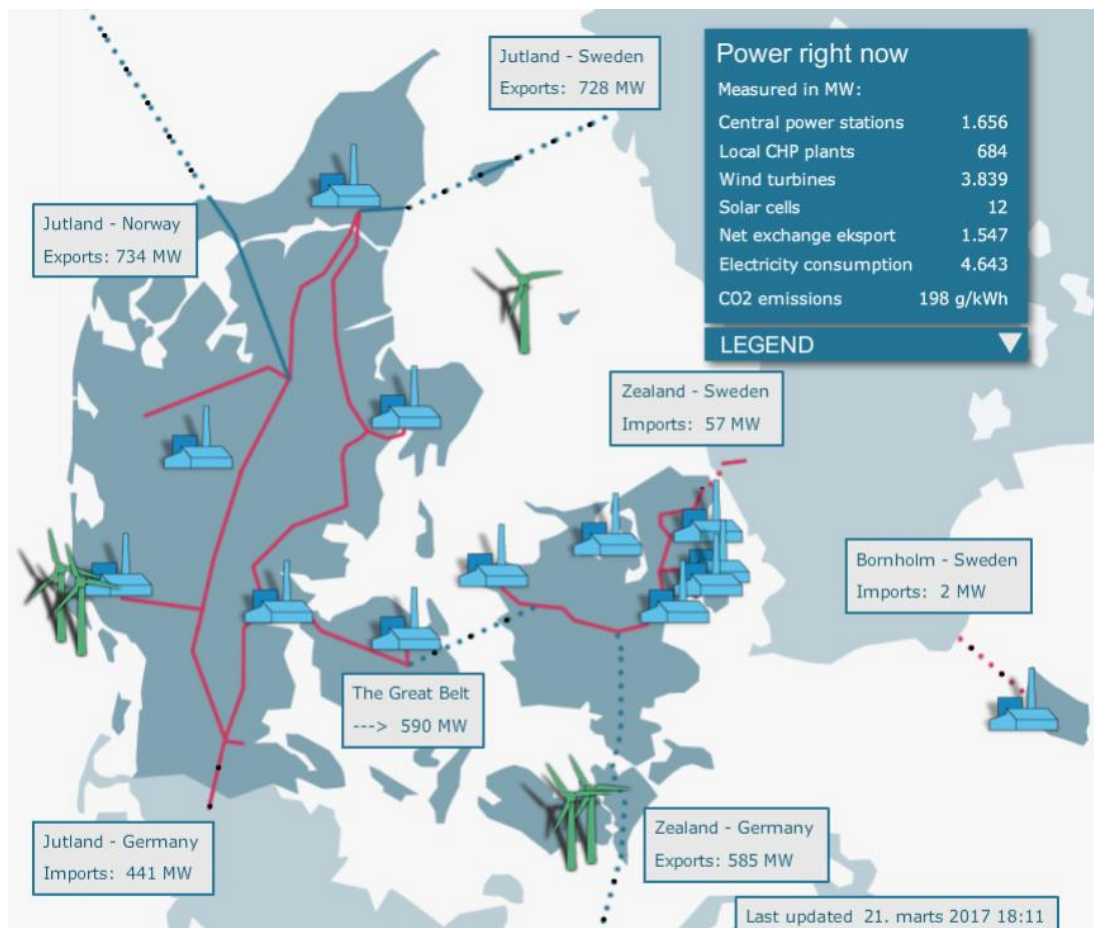 Jutland - Sweden
Exports: 728 MW
Power right now
Measured in MW:
Central power stations 1.656
Local CHP plants 684
Wind turbines 3.839
Solar cells 12
Net exchange eksport 1.547
Electricity consumption 4.643
CO2 emissions 198 g/kWh
LEGEND
Jutland - Norway
Exports: 734 MW
Zealand - Sweden
Imports: 57 MW
Bornholm - Sweden
Imports: 2 MW
The Great Belt
---> 590 MW
Jutland - Germany
Imports: 441 MW
Zealand - Germany
Exports: 585 MW
Last updated 21. marts 2017 18:11